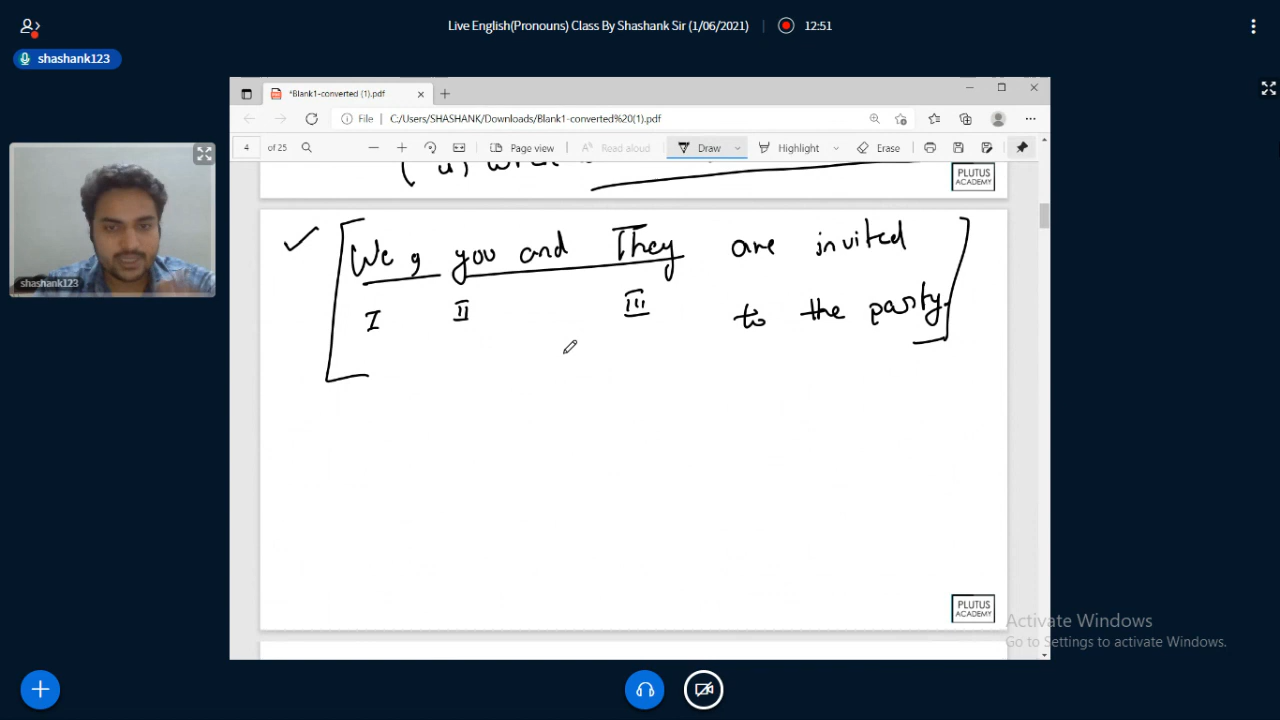 Live English(Pronouns) Class By Shashank Sir (1/06/2021) 12:51
shashank123
*Blank1-converted (1).pdf
File C:/Users/SHASHANK/Downloads/Blank1-converted%20(1).pdf
4 of 25 Page view Read aloud Draw Highlight Erase
PLUTUS
ACADEMY
We, you and They are invited
I II III to the party.
shashank123
PLUTUS
ACADEMY
Activate Windows
Go to Settings to activate Windows.